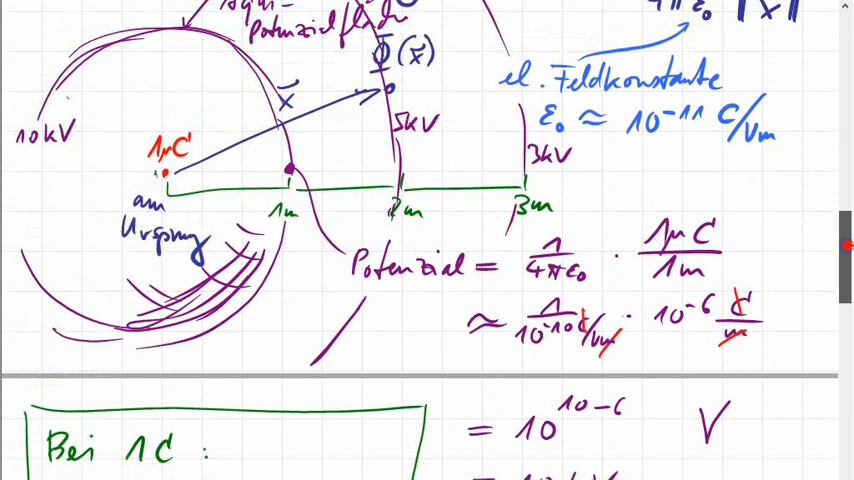 Potenzialfläche
Φ(x⃗)
x⃗
el. Feldkonstante
ε₀ ≈ 10⁻¹¹ C/Vm
10kV
5kV
3kV
1μC
am
Ursprung
1m
2m
3m
Potenzial = 1/4πε₀ · 1μC/1m
≈ 1/10⁻¹⁰ C/Vm · 10⁻⁶ C/m
= 10¹⁰⁻⁶ V
Bei 1C :